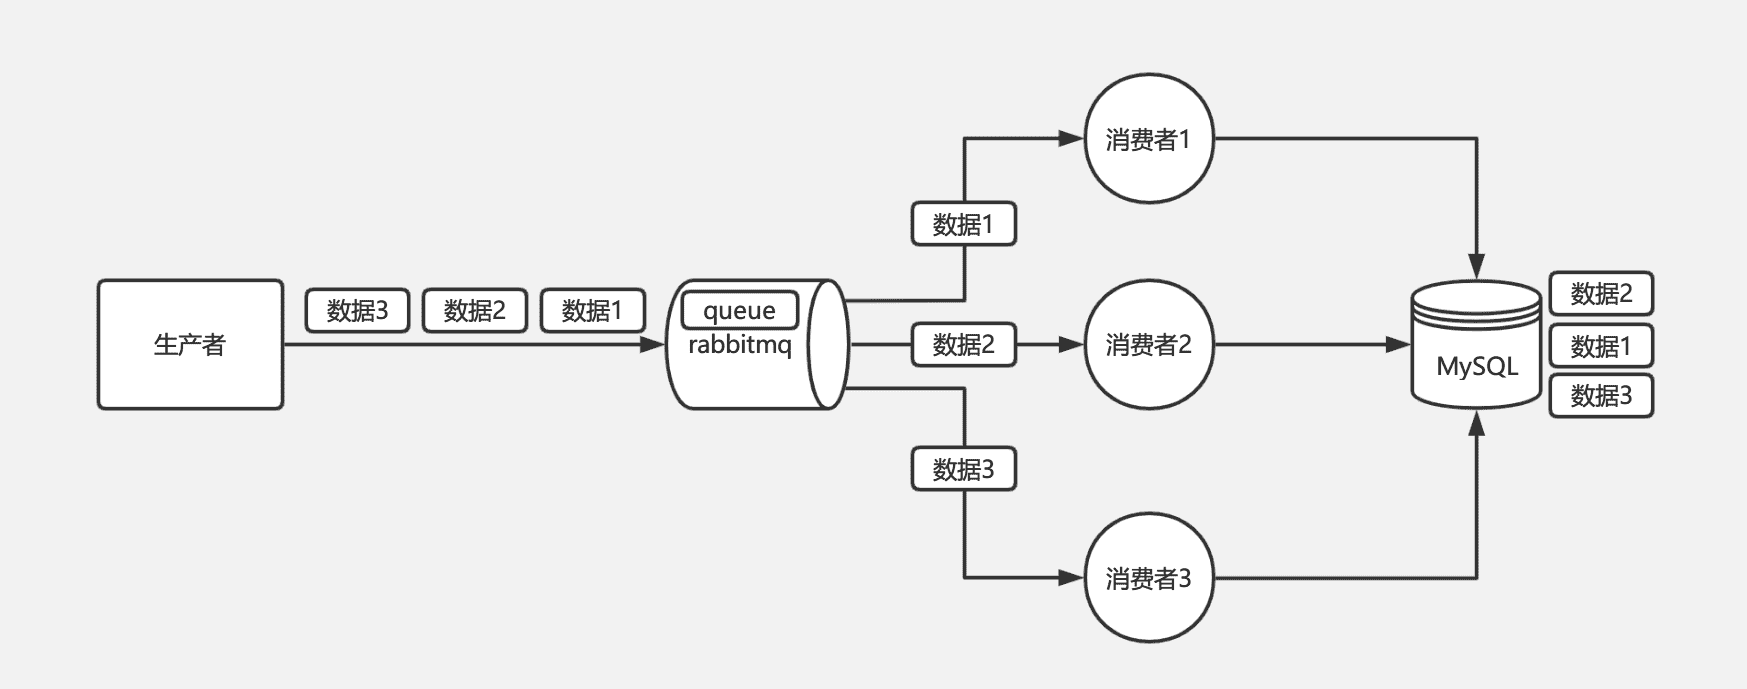 生产者
数据3
数据2
数据1
queue
rabbitmq
数据1
数据2
数据3
消费者1
消费者2
消费者3
MySQL
数据2
数据1
数据3